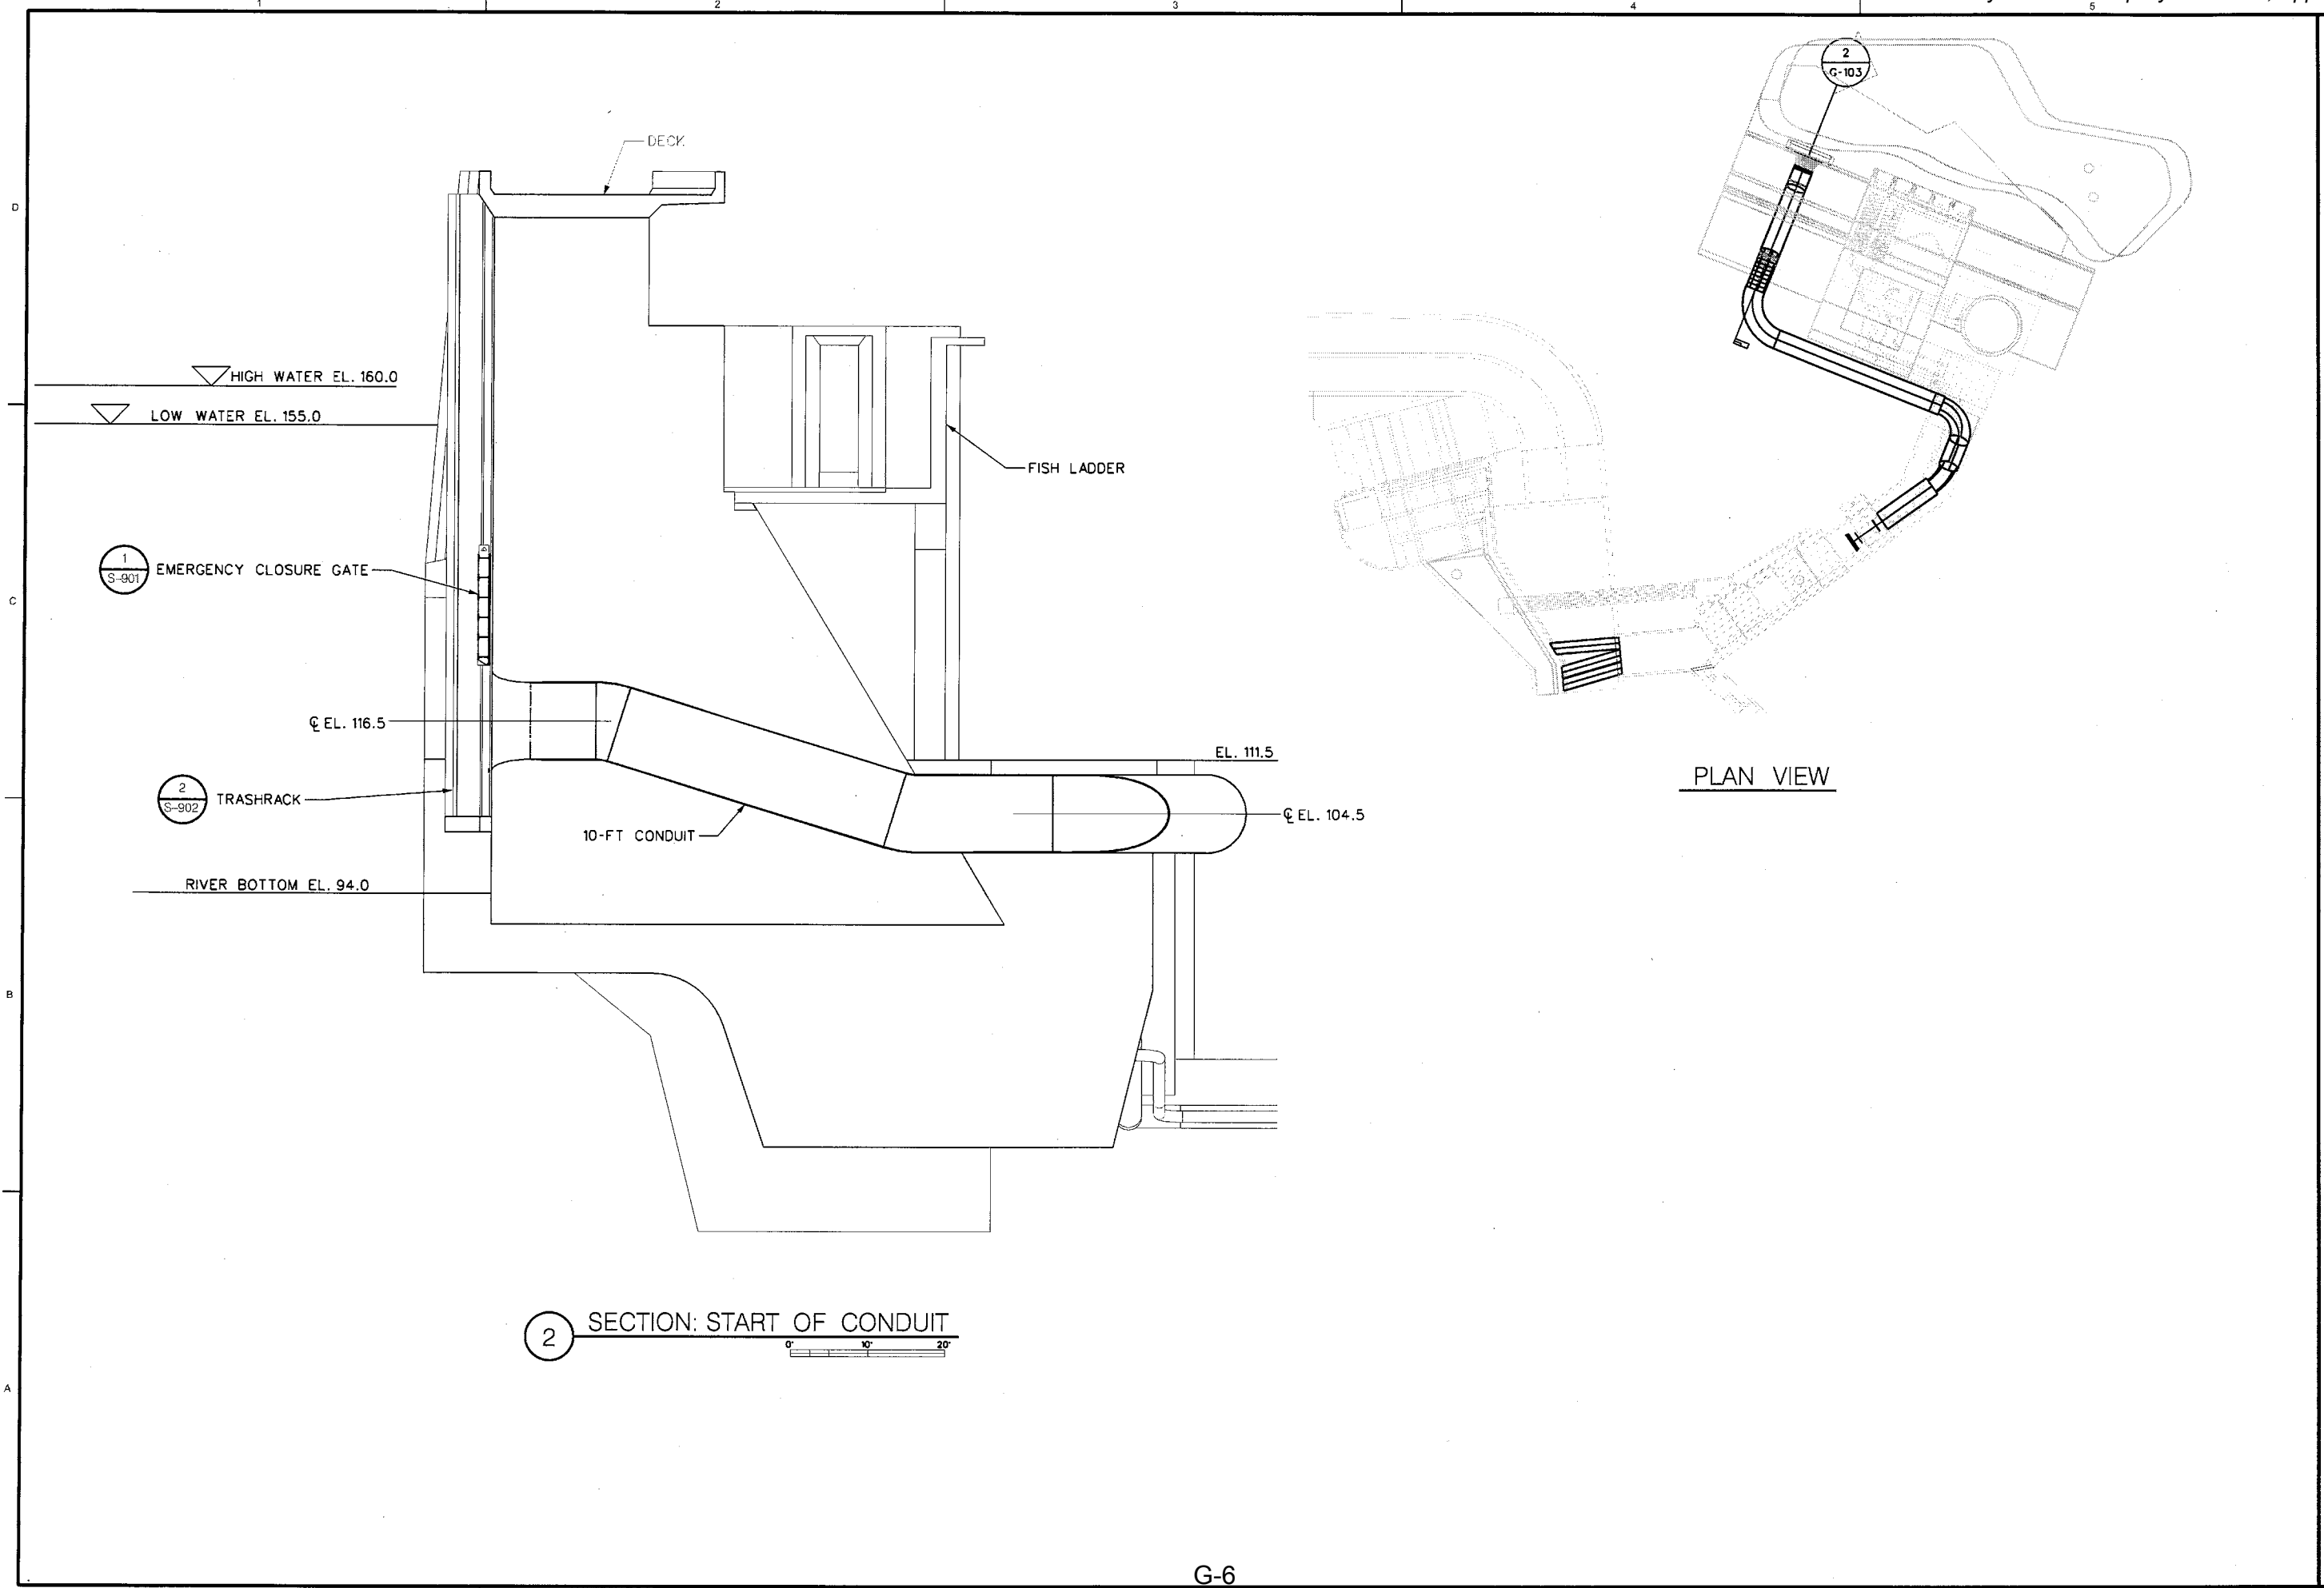 1 2 3 4 5
D
C
B
A
2
G-103
DECK
HIGH WATER EL. 160.0
LOW WATER EL. 155.0
FISH LADDER
1
S-901
EMERGENCY CLOSURE GATE
℄ EL. 116.5
EL. 111.5
PLAN VIEW
2
S-902
TRASHRACK
10-FT CONDUIT
℄ EL. 104.5
RIVER BOTTOM EL. 94.0
2
SECTION: START OF CONDUIT
0' 10' 20'
G-6